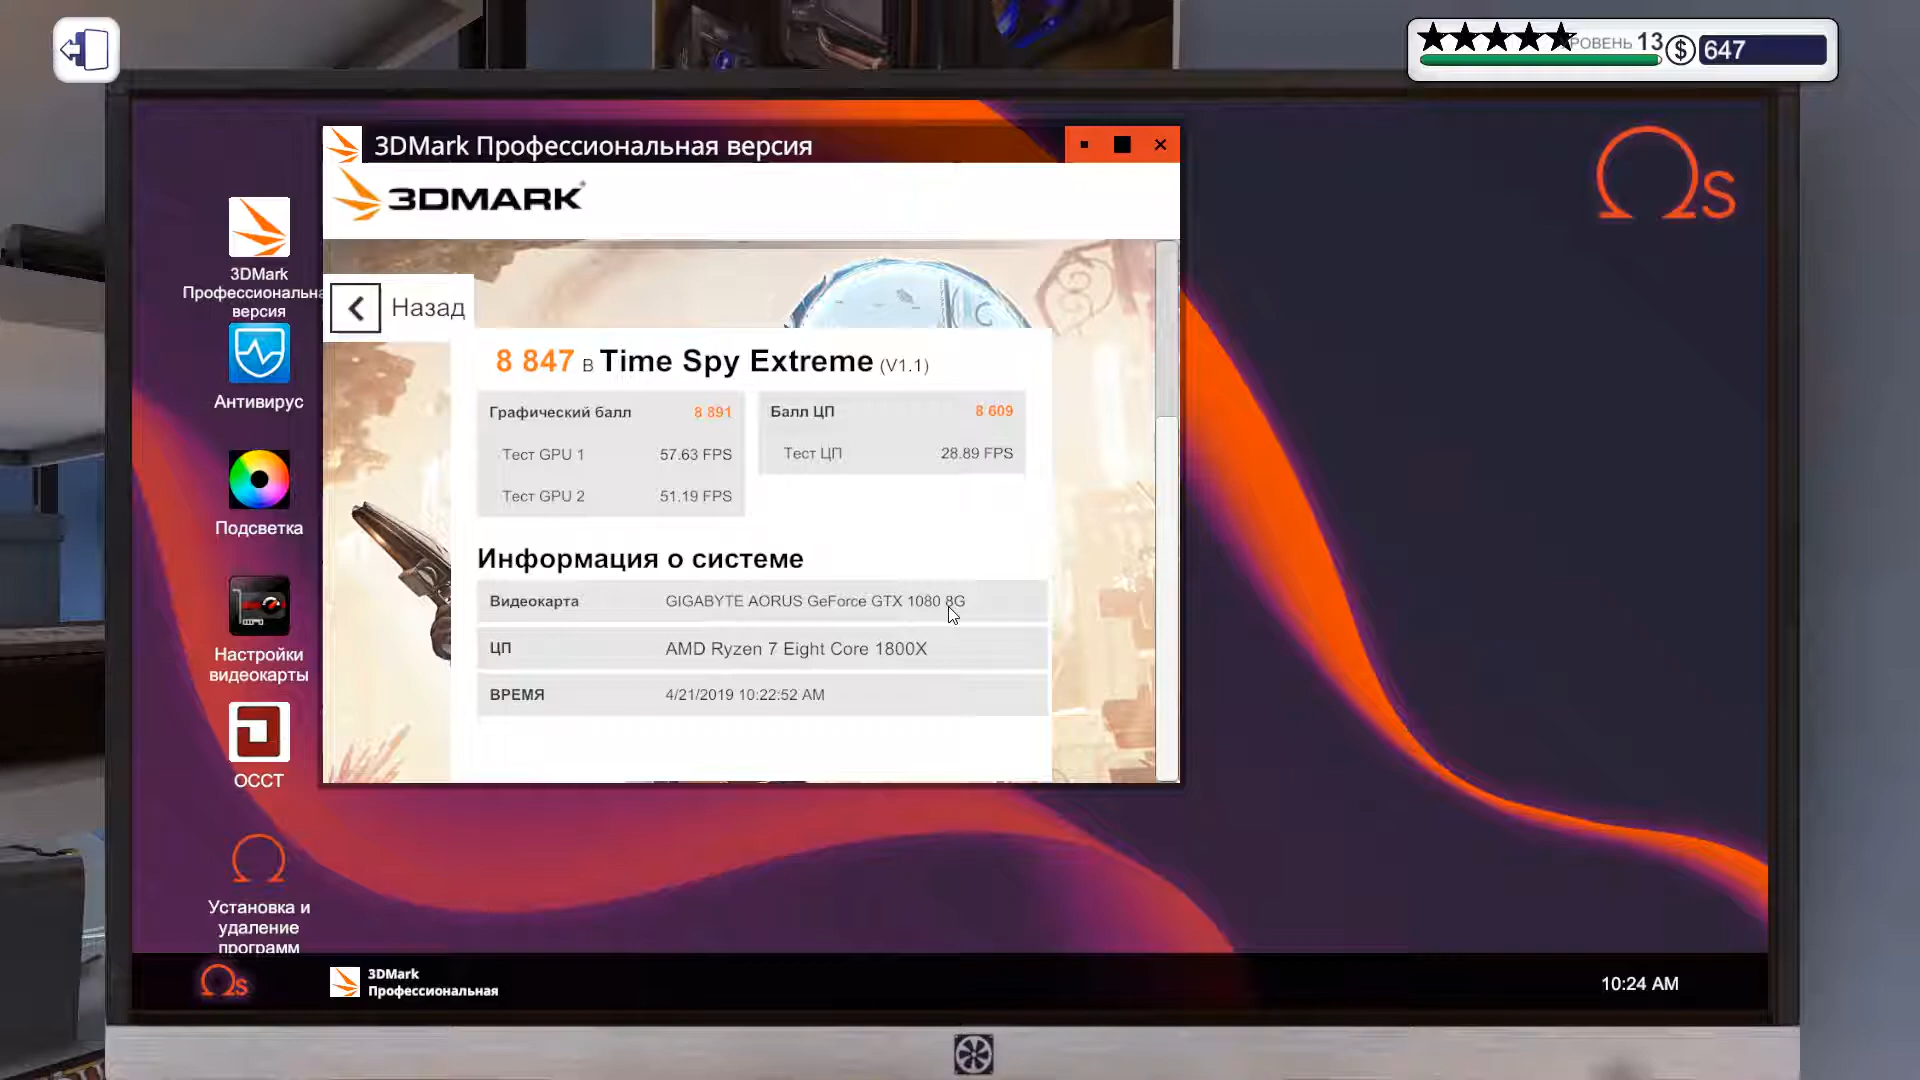 РОВЕНЬ 13
$ 647
3DMark Профессиональная версия
3DMARK
Назад
8 847 в Time Spy Extreme (V1.1)
Графический балл 8 891
Тест GPU 1 57.63 FPS
Тест GPU 2 51.19 FPS
Балл ЦП 8 609
Тест ЦП 28.89 FPS
Информация о системе
Видеокарта GIGABYTE AORUS GeForce GTX 1080 8G
ЦП AMD Ryzen 7 Eight Core 1800X
ВРЕМЯ 4/21/2019 10:22:52 AM
3DMark
Профессиональна
версия
Антивирус
Подсветка
Настройки
видеокарты
OCCT
Установка и
удаление
программ
Ωs
Ωs
3DMark
Профессиональная
10:24 AM